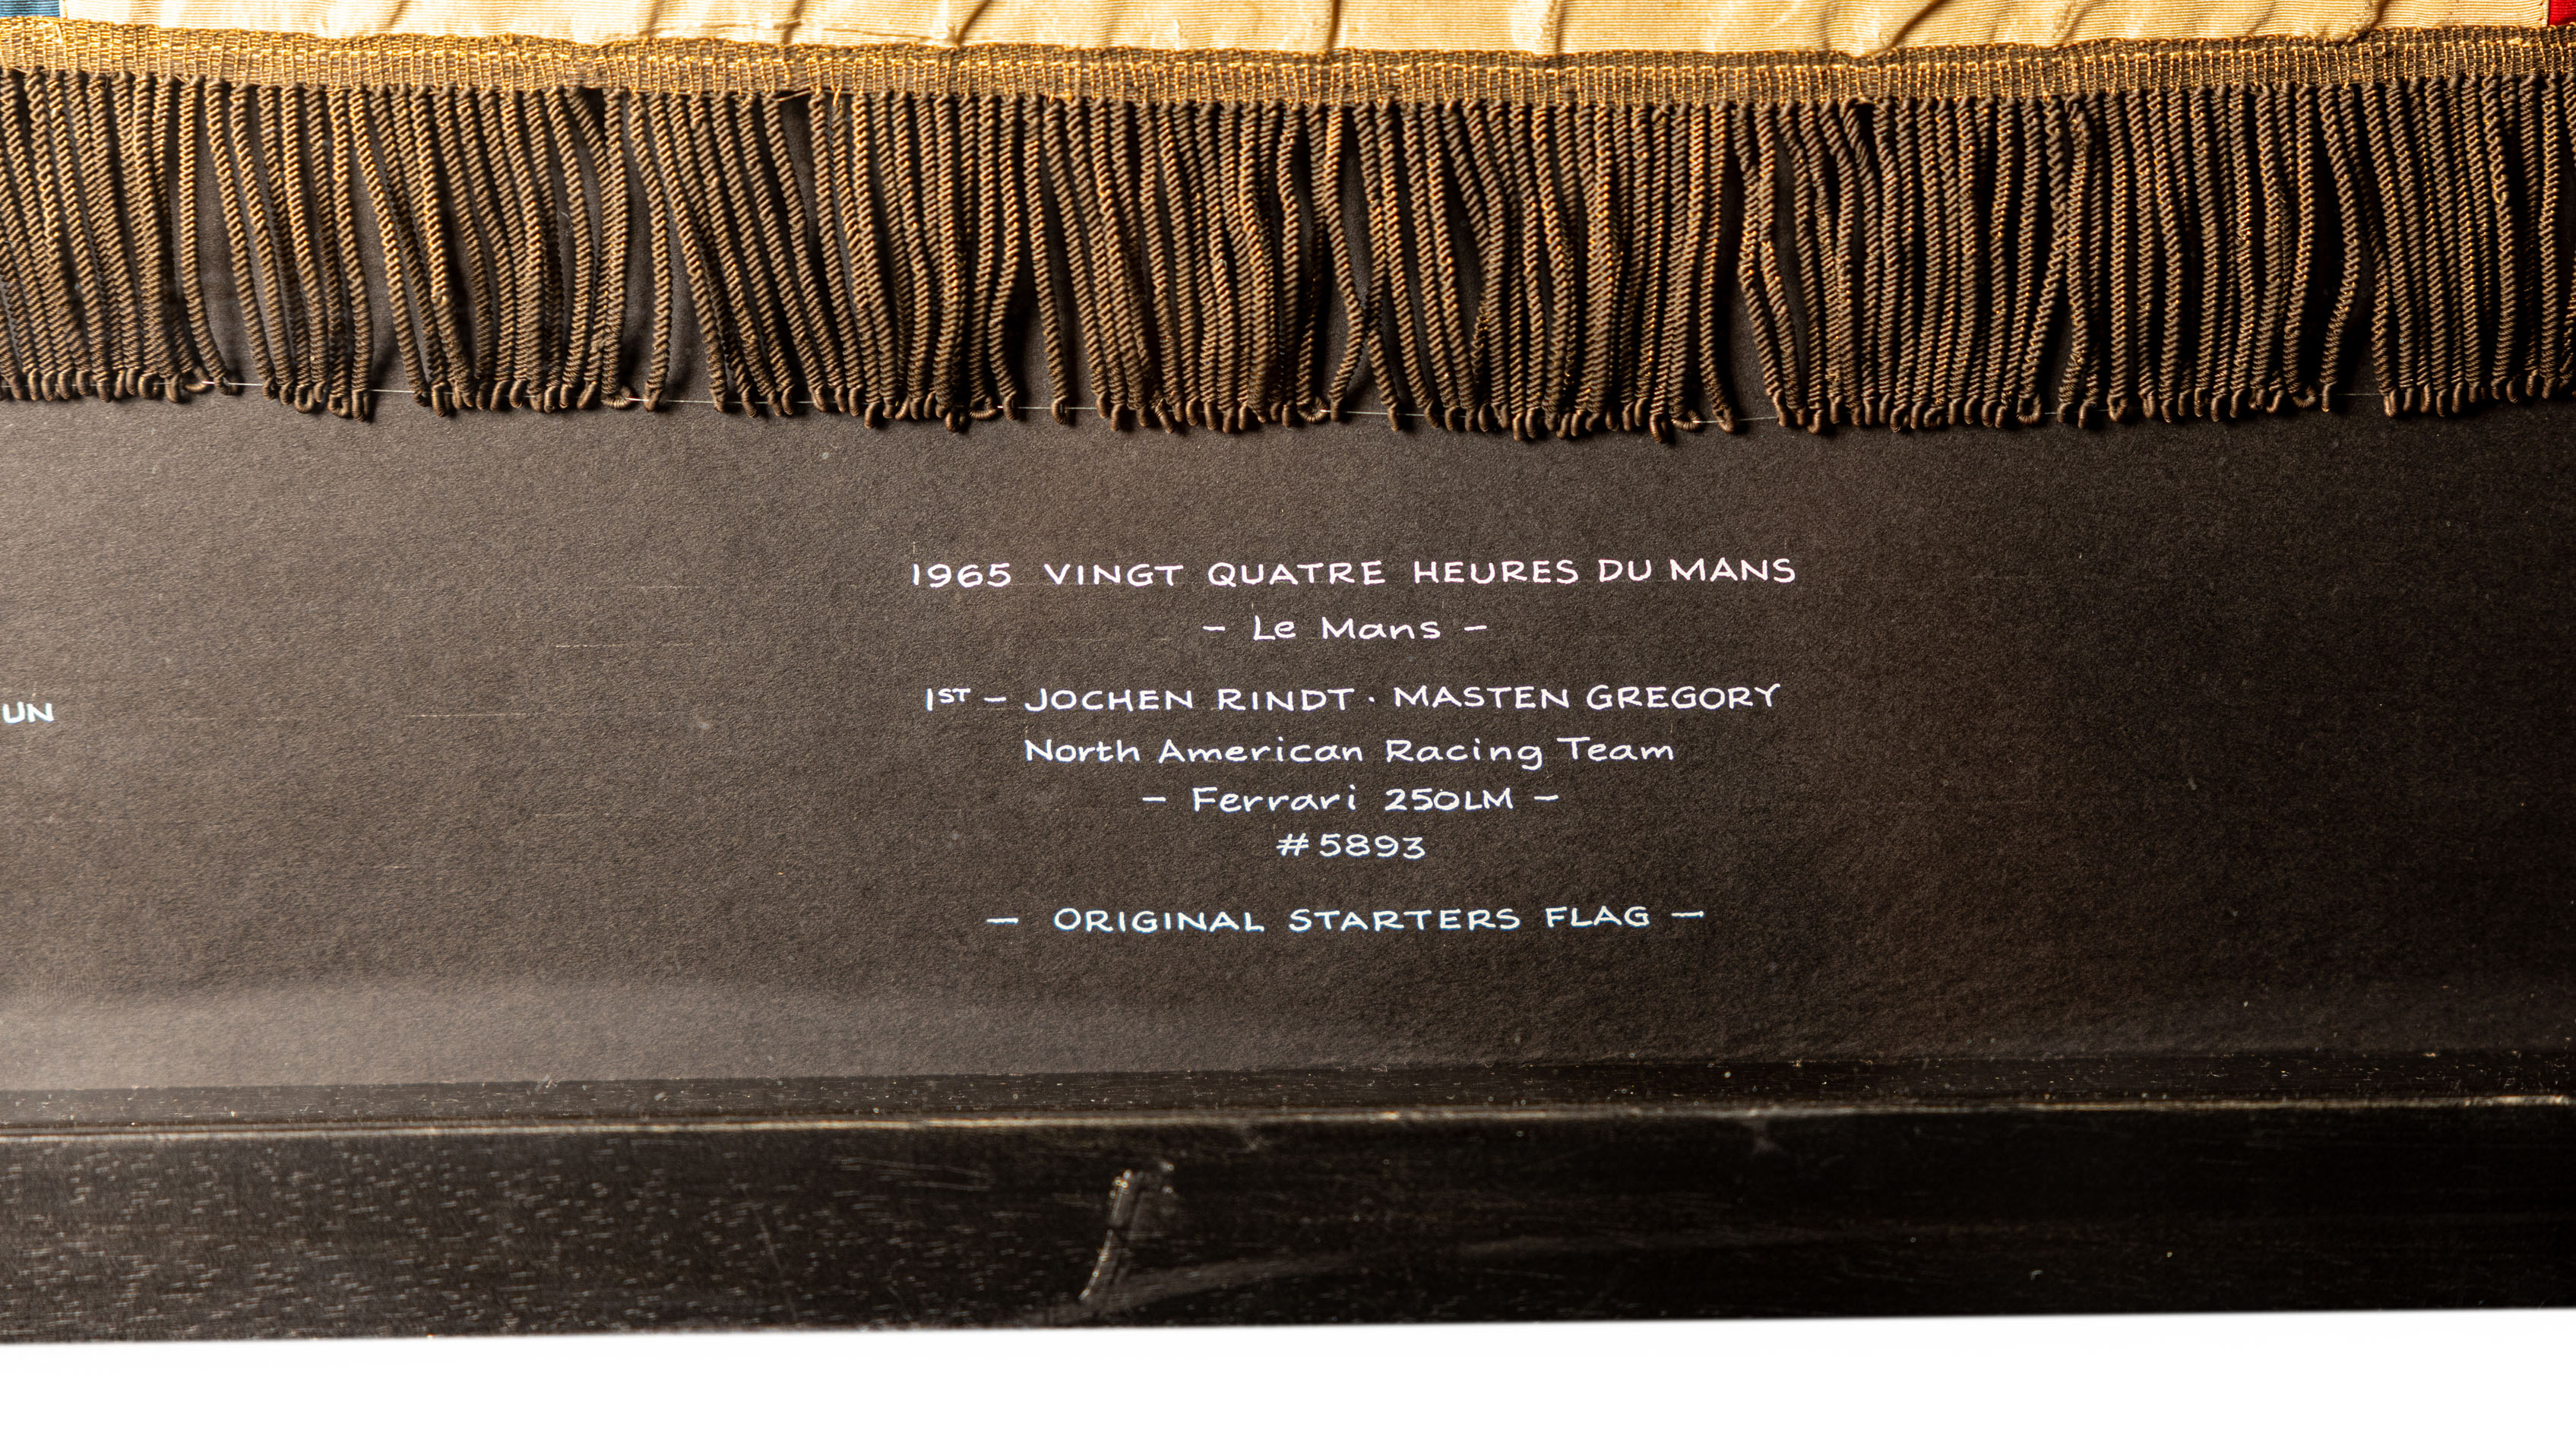 1965 VINGT QUATRE HEURES DU MANS
- Le Mans -
UN
1ST - JOCHEN RINDT · MASTEN GREGORY
North American Racing Team
- Ferrari 250LM -
#5893
- ORIGINAL STARTERS FLAG -